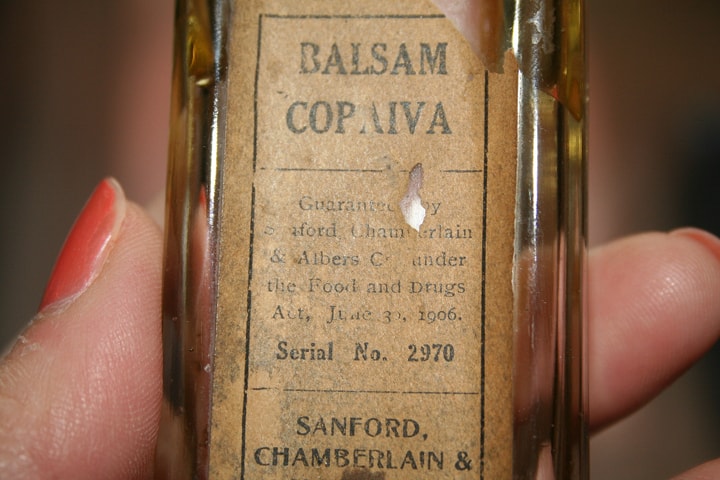 BALSAM
COPAIVA
Guaranteed by
Sanford, Chamberlain
& Albers Co. under
the Food and Drugs
Act, June 30, 1906.
Serial No. 2970
SANFORD,
CHAMBERLAIN &